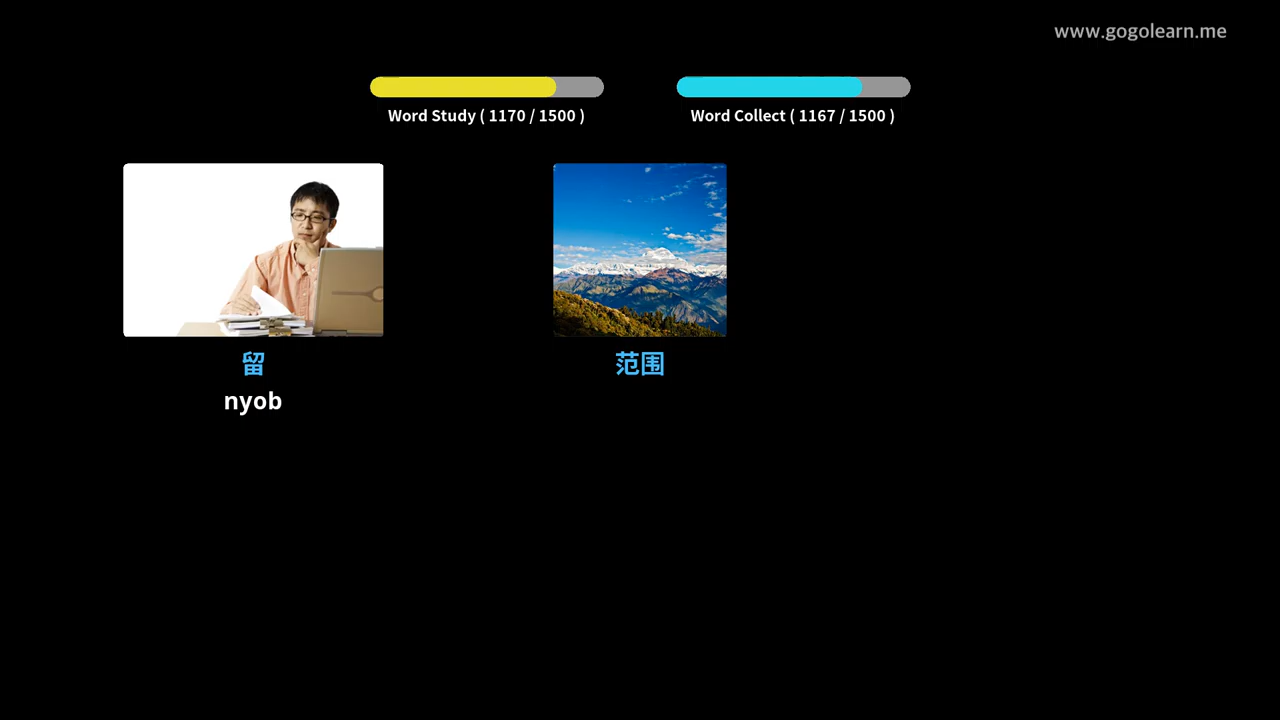 www.gogolearn.me
Word Study ( 1170 / 1500 )
Word Collect ( 1167 / 1500 )
留
nyob
范围